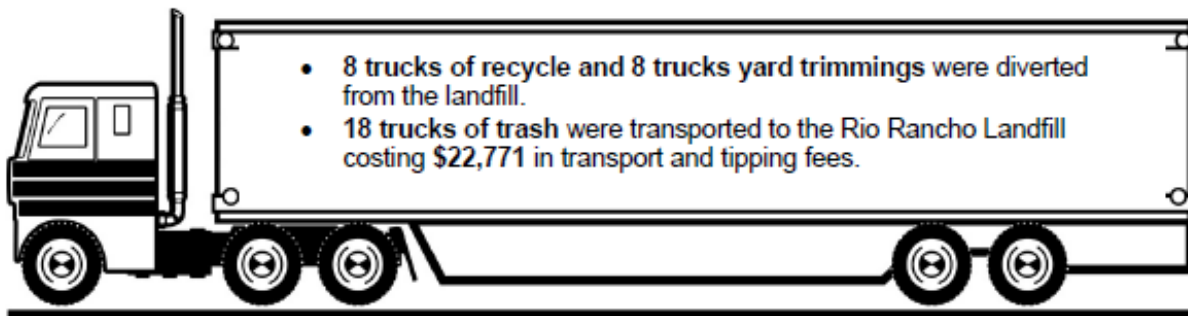 • 8 trucks of recycle and 8 trucks yard trimmings were diverted
from the landfill.
• 18 trucks of trash were transported to the Rio Rancho Landfill
costing $22,771 in transport and tipping fees.